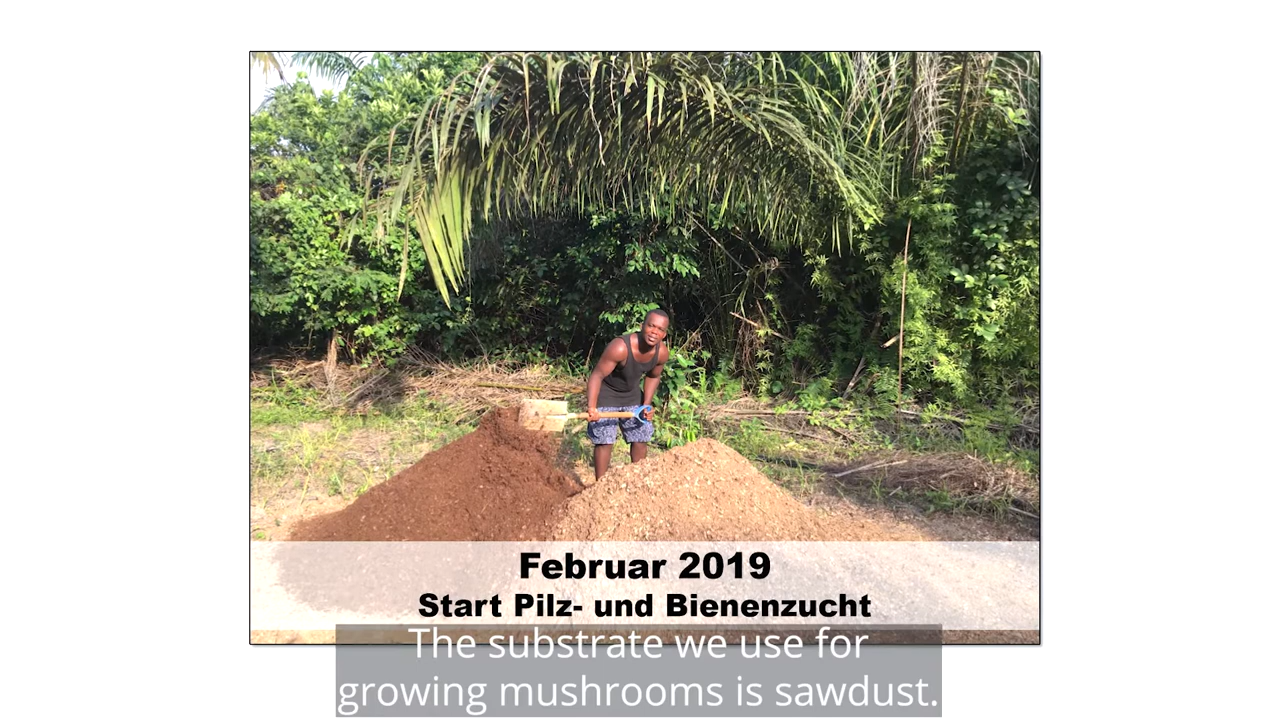 Februar 2019
Start Pilz- und Bienenzucht
The substrate we use for
growing mushrooms is sawdust.